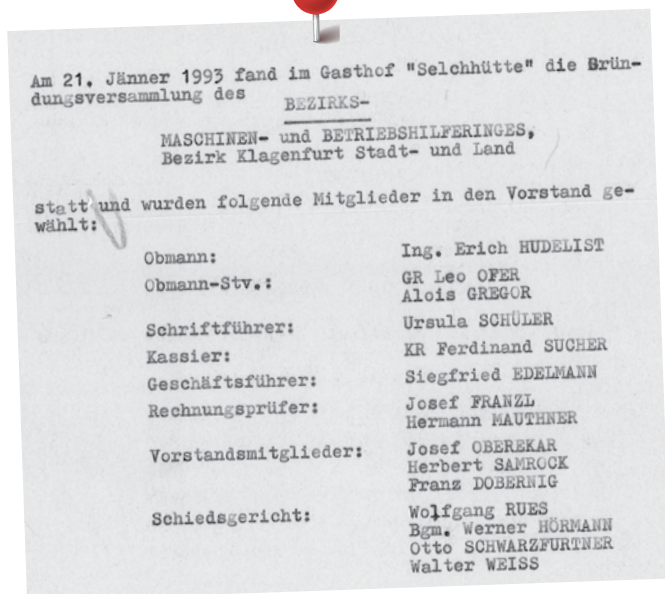 Am 21. Jänner 1993 fand im Gasthof "Selchhütte" die Brün-
dungsversammlung des
BEZIRKS-
MASCHINEN- und BETRIEBSHILFERINGES,
Bezirk Klagenfurt Stadt- und Land
statt und wurden folgende Mitglieder in den Vorstand ge-
wählt:
Obmann: Ing. Erich HUDELIST
Obmann-Stv.: GR Leo OFER
Alois GREGOR
Schriftführer: Ursula SCHÜLER
Kassier: KR Ferdinand SUCHER
Geschäftsführer: Siegfried EDELMANN
Rechnungsprüfer: Josef FRANZL
Hermann MAUTHNER
Vorstandsmitglieder: Josef OBEREKAR
Herbert SAMROCK
Franz DOBERNIG
Schiedsgericht: Wolfgang RUES
Bgm. Werner HÖRMANN
Otto SCHWARZFURTNER
Walter WEISS